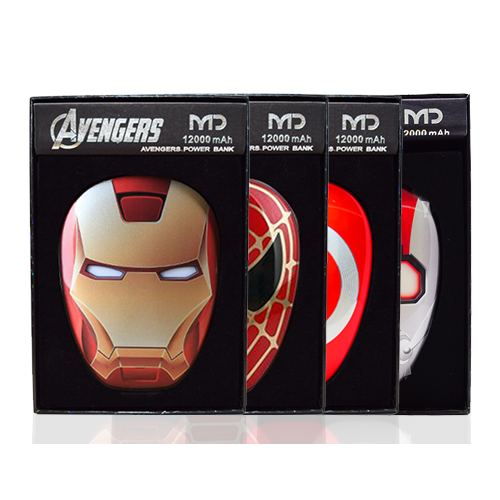 AVENGERS
MD
12000 mAh
AVENGERS. POWER BANK
MD
12000 mAh
RS. POWER BANK
MD
12000 mAh
RS. POWER BANK
MD
2000 mAh